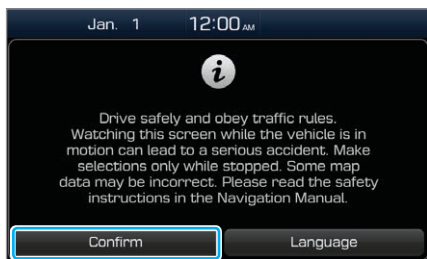 Jan. 1 12:00 AM
i
Drive safely and obey traffic rules.
Watching this screen while the vehicle is in
motion can lead to a serious accident. Make
selections only while stopped. Some map
data may be incorrect. Please read the safety
instructions in the Navigation Manual.
Confirm Language